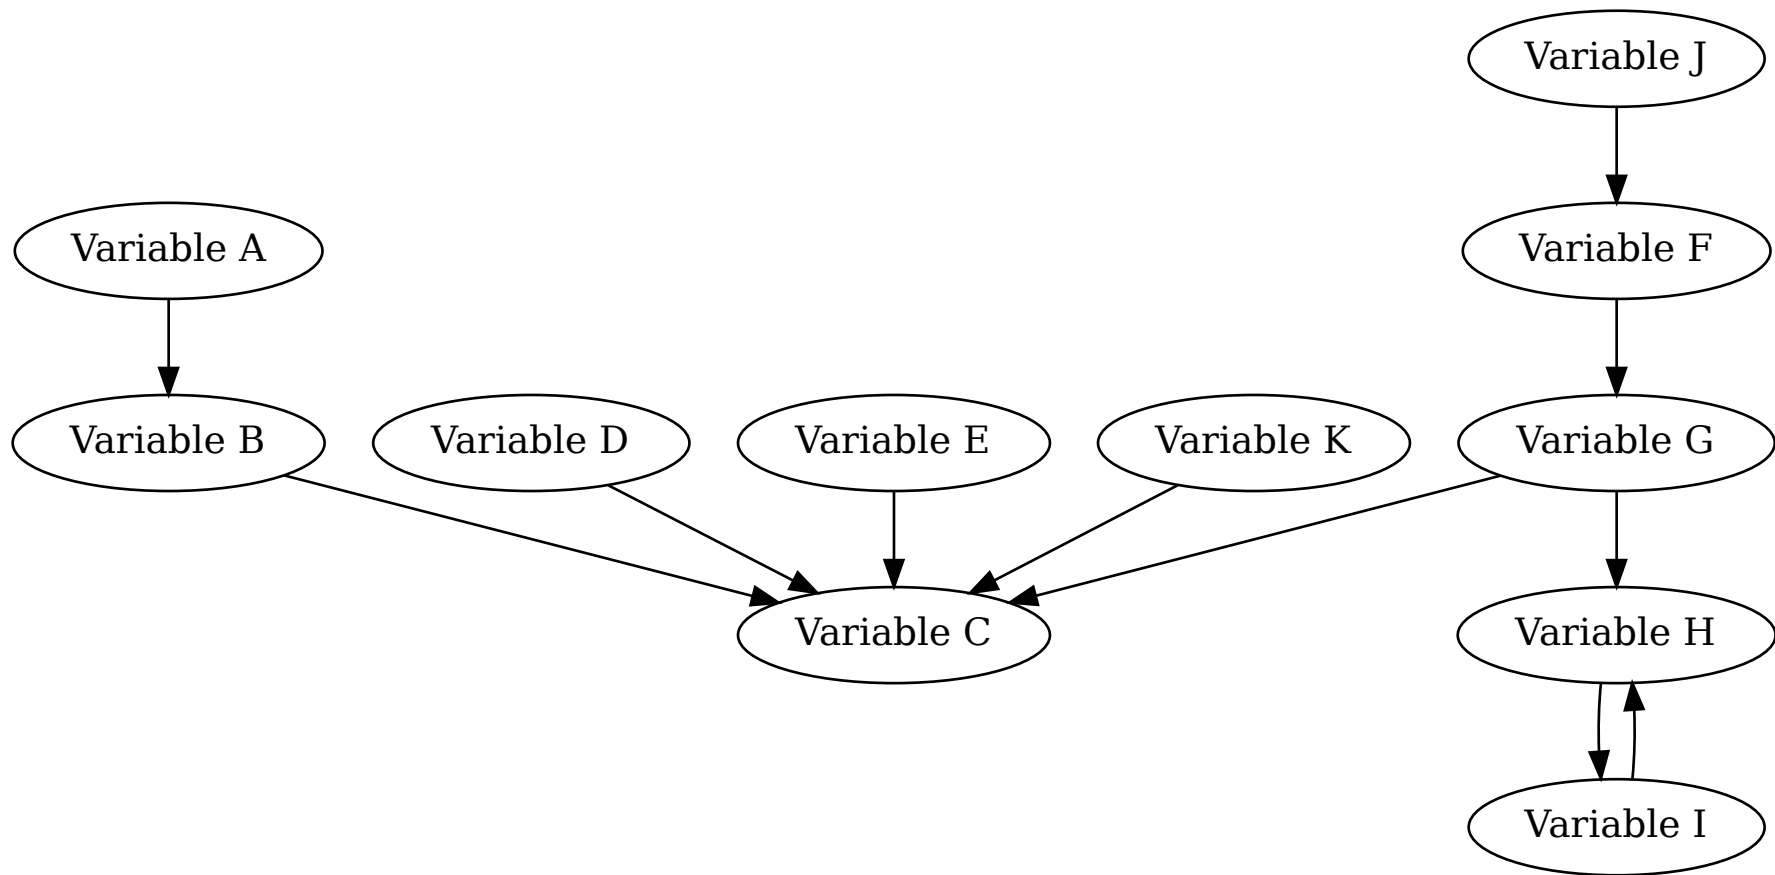 Variable J
Variable A
Variable F
Variable B
Variable D
Variable E
Variable K
Variable G
Variable C
Variable H
Variable I